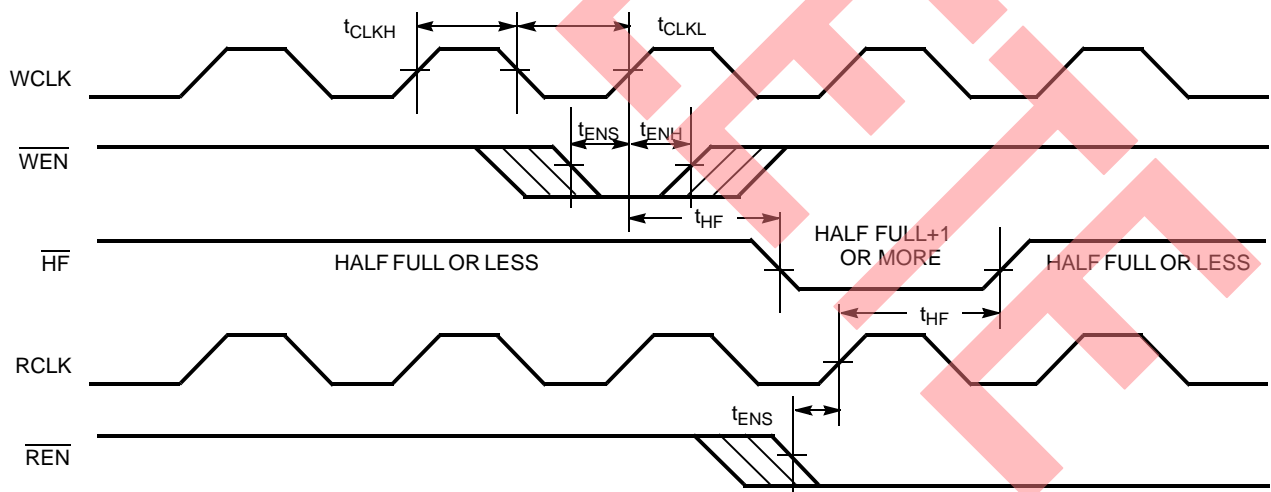 tCLKH
tCLKL
WCLK
tENS
tENH
WEN
tHF
HF
HALF FULL OR LESS
HALF FULL+1
OR MORE
HALF FULL OR LESS
tHF
RCLK
tENS
REN